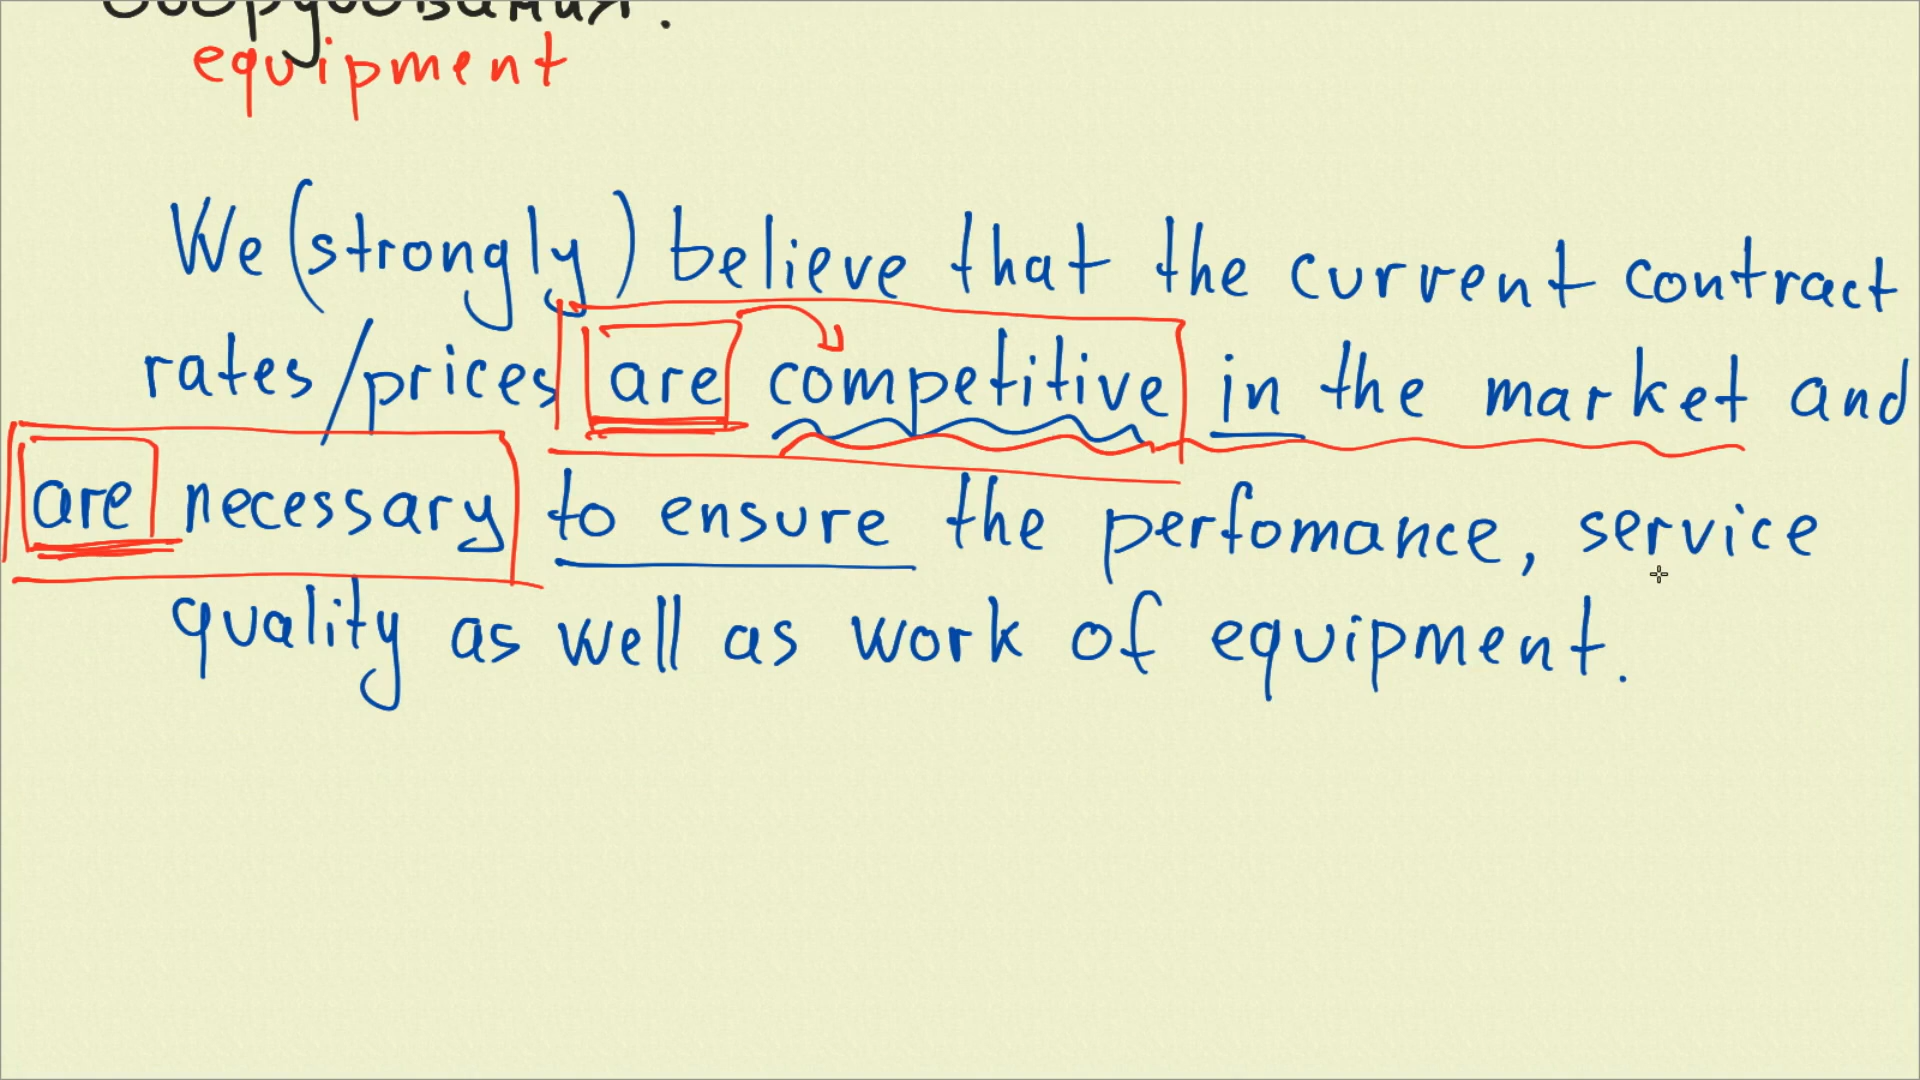 оборудования.
equipment
We (strongly) believe that the current contract
rates/prices are competitive in the market and
are necessary to ensure the perfomance, service
quality as well as work of equipment.